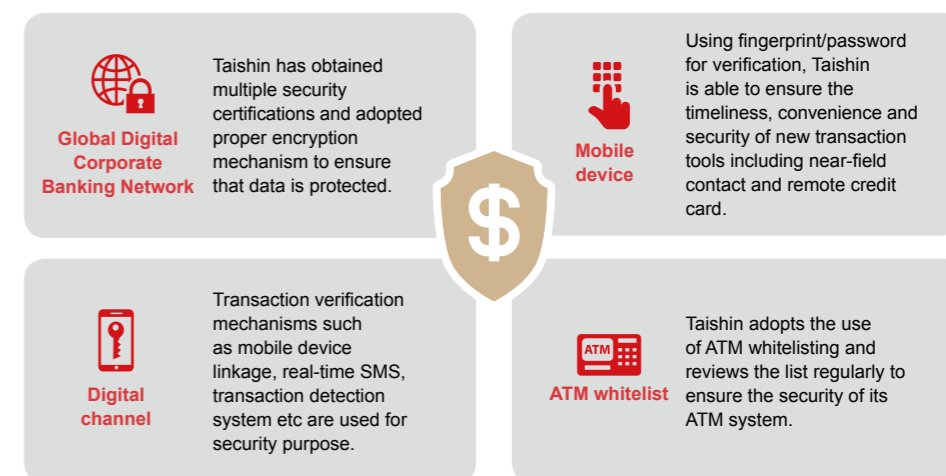 Global Digital
Corporate
Banking Network
Taishin has obtained
multiple security
certifications and adopted
proper encryption
mechanism to ensure
that data is protected.
Mobile
device
Using fingerprint/password
for verification, Taishin
is able to ensure the
timeliness, convenience and
security of new transaction
tools including near-field
contact and remote credit
card.
$
Digital
channel
Transaction verification
mechanisms such
as mobile device
linkage, real-time SMS,
transaction detection
system etc are used for
security purpose.
ATM
ATM whitelist
Taishin adopts the use
of ATM whitelisting and
reviews the list regularly to
ensure the security of its
ATM system.